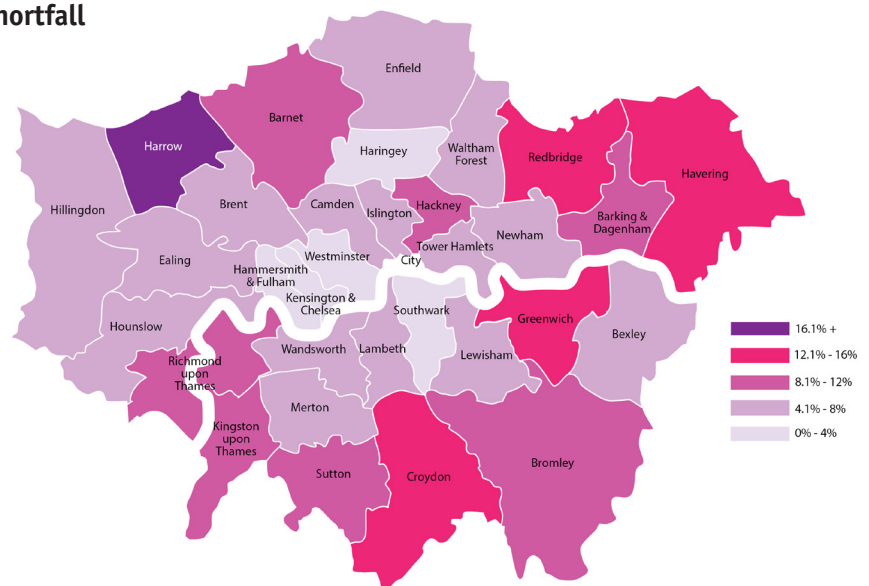 hortfall
Enfield
Barnet
Harrow
Haringey
Waltham
Forest
Redbridge
Havering
Hillingdon
Brent
Camden
Islington
Hackney
Barking &
Dagenham
Newham
Tower Hamlets
Ealing
Westminster
City
Hammersmith
& Fulham
Kensington &
Chelsea
Southwark
Greenwich
Hounslow
Bexley
Wandsworth
Lambeth
Lewisham
Richmond
upon
Thames
Merton
Kingston
upon
Thames
Sutton
Croydon
Bromley
16.1% +
12.1% - 16%
8.1% - 12%
4.1% - 8%
0% - 4%